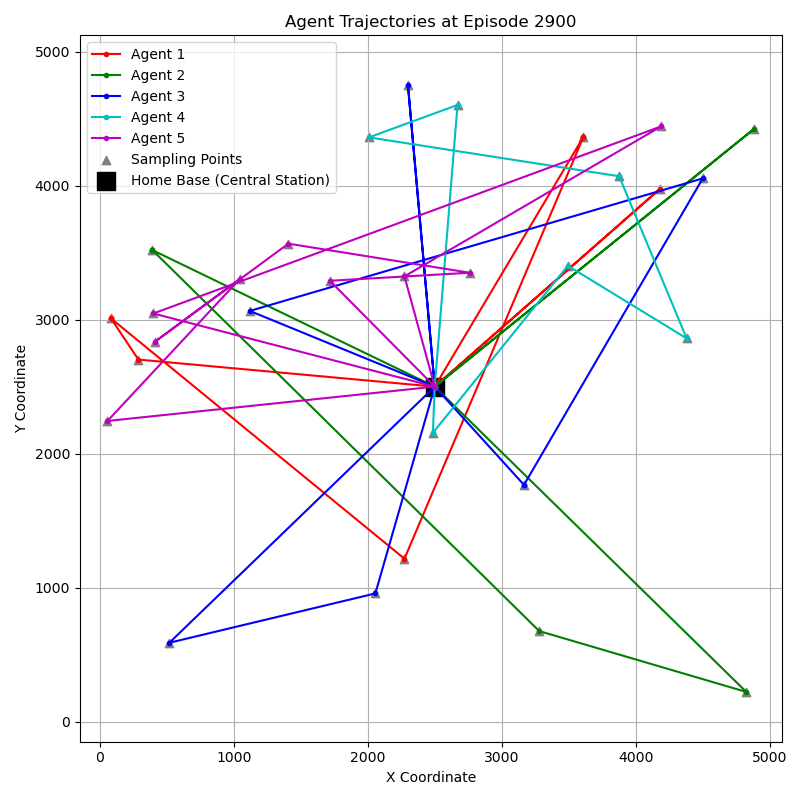 Agent Trajectories at Episode 2900
Agent 1
Agent 2
Agent 3
Agent 4
Agent 5
Sampling Points
Home Base (Central Station)
Y Coordinate
5000
4000
3000
2000
1000
0
0 1000 2000 3000 4000 5000
X Coordinate